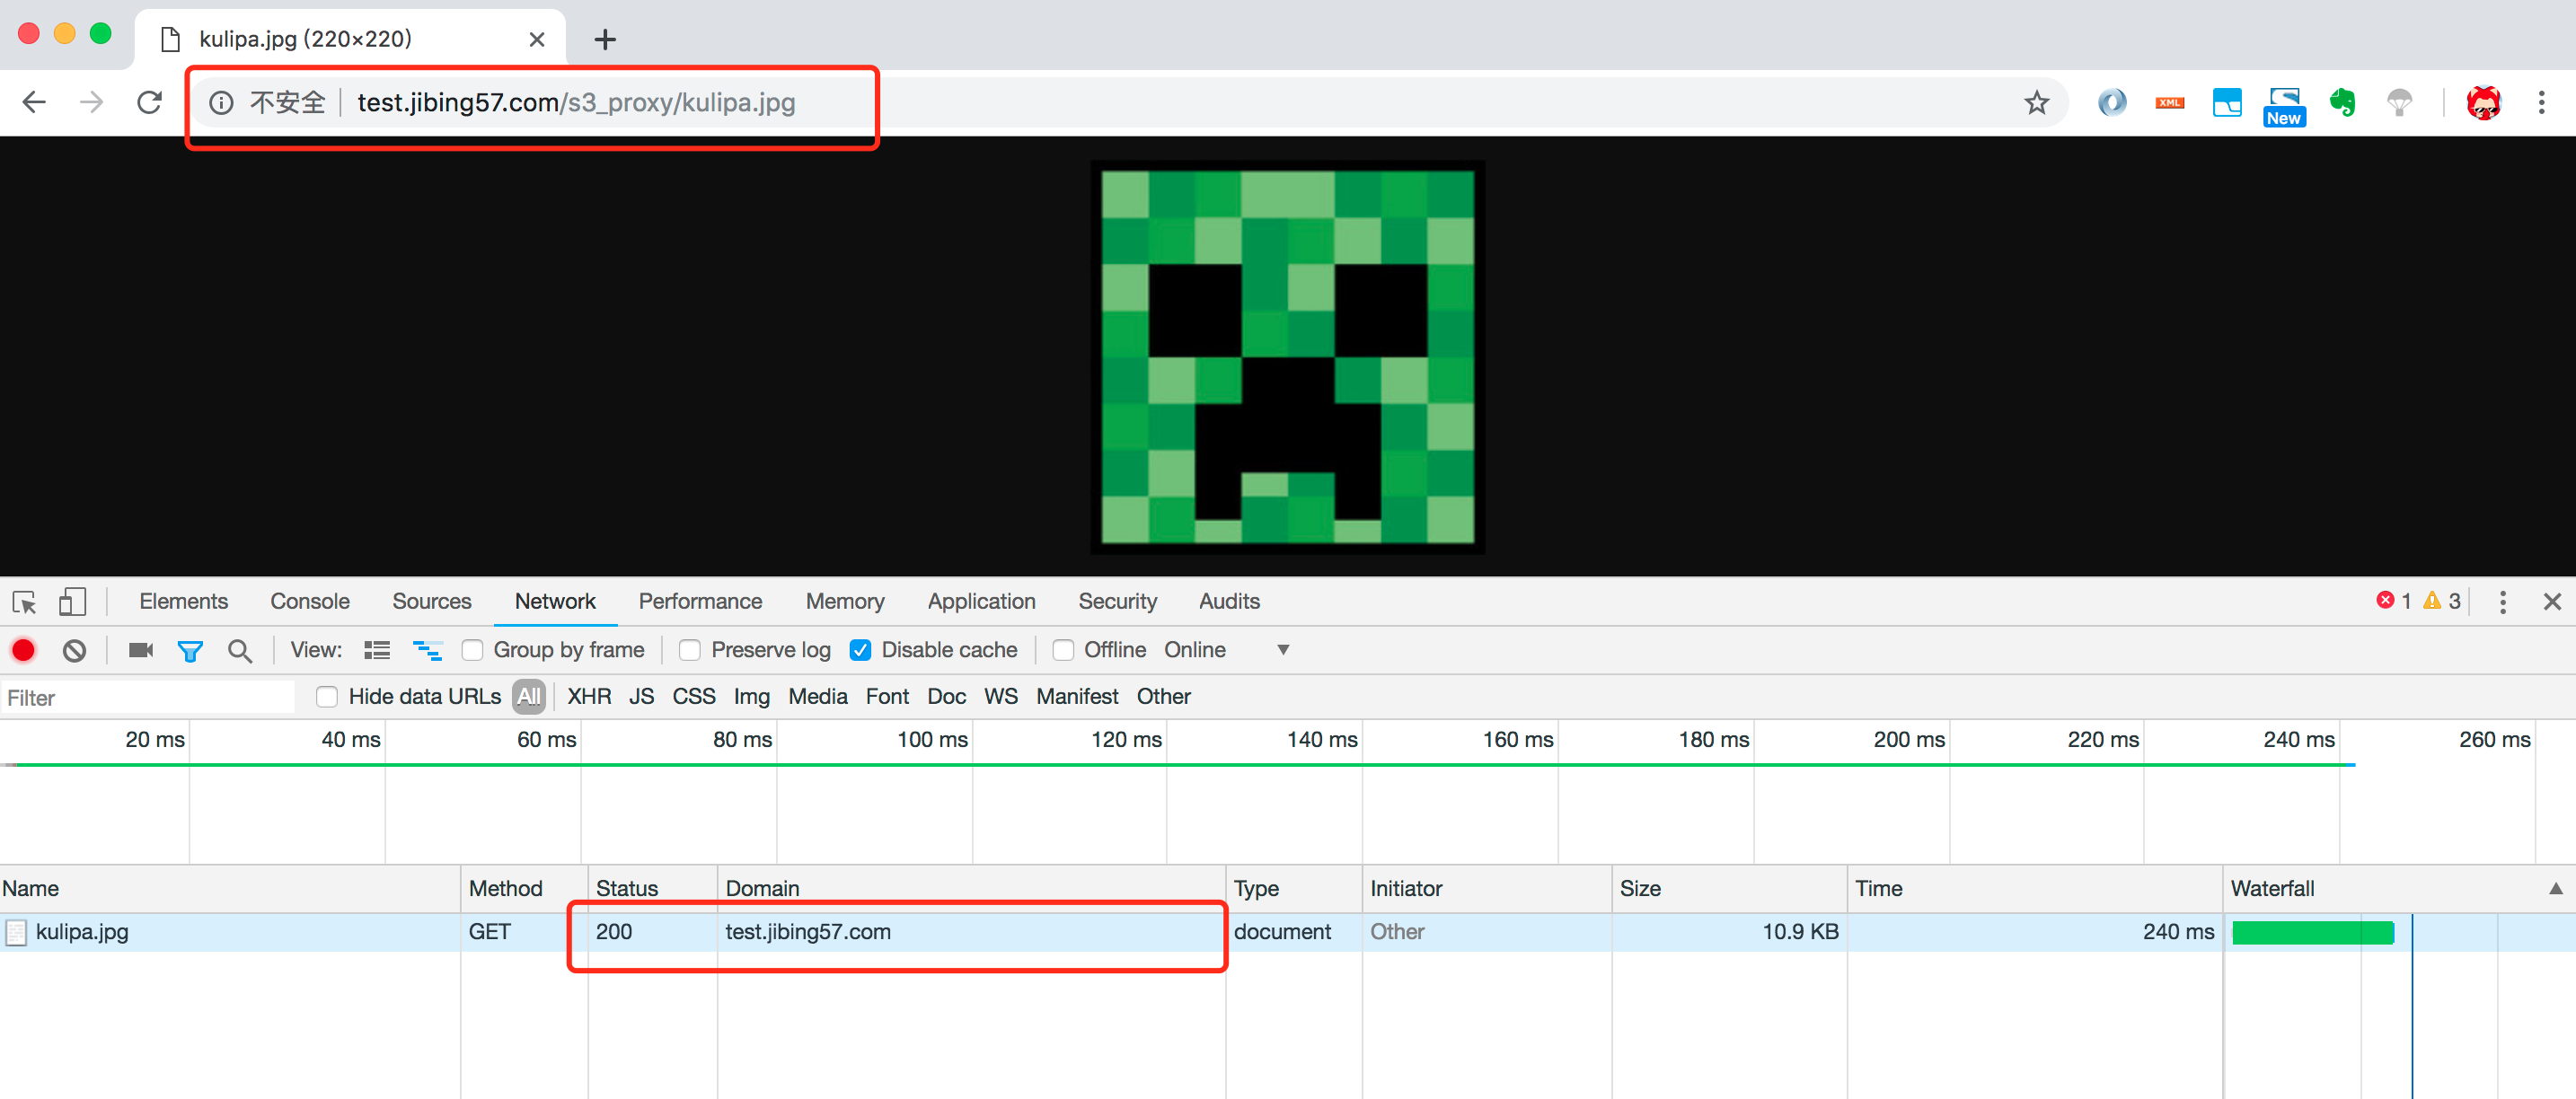 kulipa.jpg (220×220)
不安全 test.jibing57.com/s3_proxy/kulipa.jpg
XML
New
Elements Console Sources Network Performance Memory Application Security Audits 1 3
View: Group by frame Preserve log Disable cache Offline Online
Filter Hide data URLs All XHR JS CSS Img Media Font Doc WS Manifest Other
20 ms 40 ms 60 ms 80 ms 100 ms 120 ms 140 ms 160 ms 180 ms 200 ms 220 ms 240 ms 260 ms
Name Method Status Domain Type Initiator Size Time Waterfall
kulipa.jpg GET 200 test.jibing57.com document Other 10.9 KB 240 ms